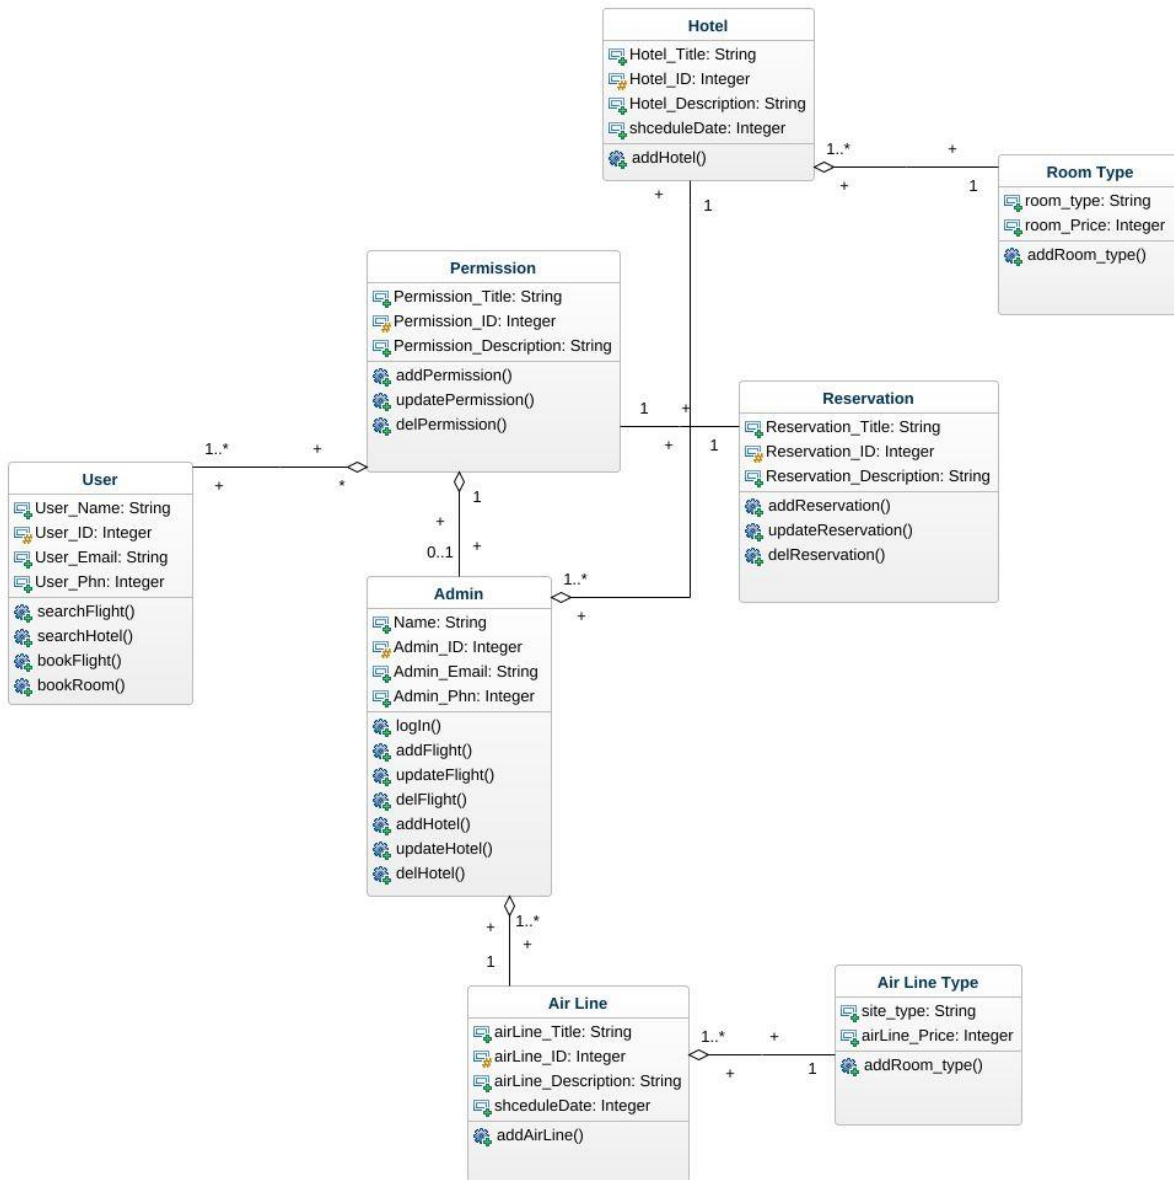 Hotel
Hotel_Title: String
Hotel_ID: Integer
Hotel_Description: String
shceduleDate: Integer
addHotel()
1..*
+
+
1
+
1
Room Type
room_type: String
room_Price: Integer
addRoom_type()
Permission
Permission_Title: String
Permission_ID: Integer
Permission_Description: String
addPermission()
updatePermission()
delPermission()
1
+
+
1
Reservation
Reservation_Title: String
Reservation_ID: Integer
Reservation_Description: String
addReservation()
updateReservation()
delReservation()
1..*
+
+
*
User
User_Name: String
User_ID: Integer
User_Email: String
User_Phn: Integer
searchFlight()
searchHotel()
bookFlight()
bookRoom()
1
+
+
0..1
1..*
+
Admin
Name: String
Admin_ID: Integer
Admin_Email: String
Admin_Phn: Integer
logIn()
addFlight()
updateFlight()
delFlight()
addHotel()
updateHotel()
delHotel()
+
1..*
+
1
Air Line
airLine_Title: String
airLine_ID: Integer
airLine_Description: String
shceduleDate: Integer
addAirLine()
1..*
+
+
1
Air Line Type
site_type: String
airLine_Price: Integer
addRoom_type()